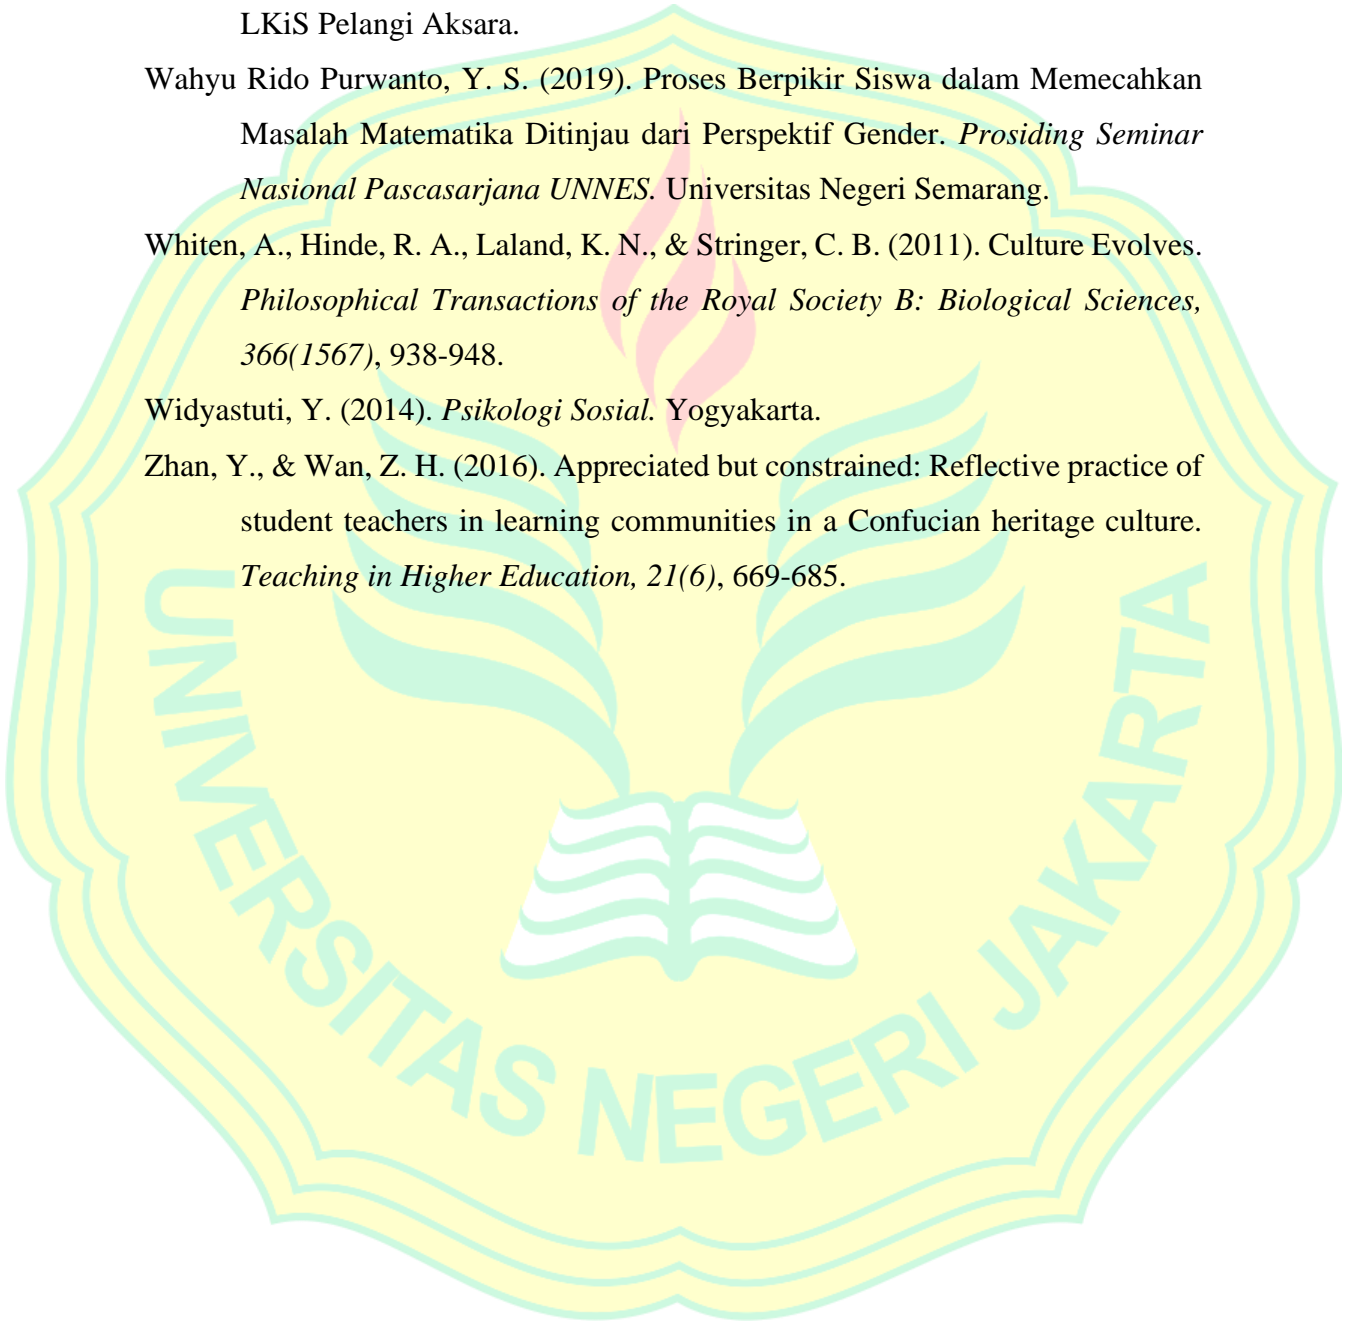 LKiS Pelangi Aksara.
Wahyu Rido Purwanto, Y. S. (2019). Proses Berpikir Siswa dalam Memecahkan
Masalah Matematika Ditinjau dari Perspektif Gender. Prosiding Seminar
Nasional Pascasarjana UNNES. Universitas Negeri Semarang.
Whiten, A., Hinde, R. A., Laland, K. N., & Stringer, C. B. (2011). Culture Evolves.
Philosophical Transactions of the Royal Society B: Biological Sciences,
366(1567), 938-948.
Widyastuti, Y. (2014). Psikologi Sosial. Yogyakarta.
Zhan, Y., & Wan, Z. H. (2016). Appreciated but constrained: Reflective practice of
student teachers in learning communities in a Confucian heritage culture.
Teaching in Higher Education, 21(6), 669-685.
UNIVERSITAS NEGERI JAKARTA